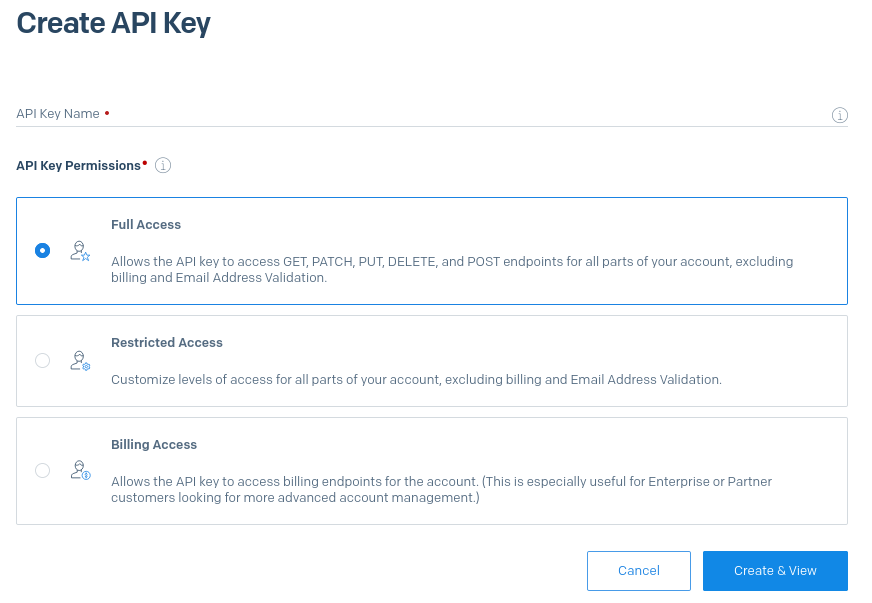 Create API Key
API Key Name •
API Key Permissions•
Full Access
Allows the API key to access GET, PATCH, PUT, DELETE, and POST endpoints for all parts of your account, excluding
billing and Email Address Validation.
Restricted Access
Customize levels of access for all parts of your account, excluding billing and Email Address Validation.
Billing Access
Allows the API key to access billing endpoints for the account. (This is especially useful for Enterprise or Partner
customers looking for more advanced account management.)
Cancel
Create & View